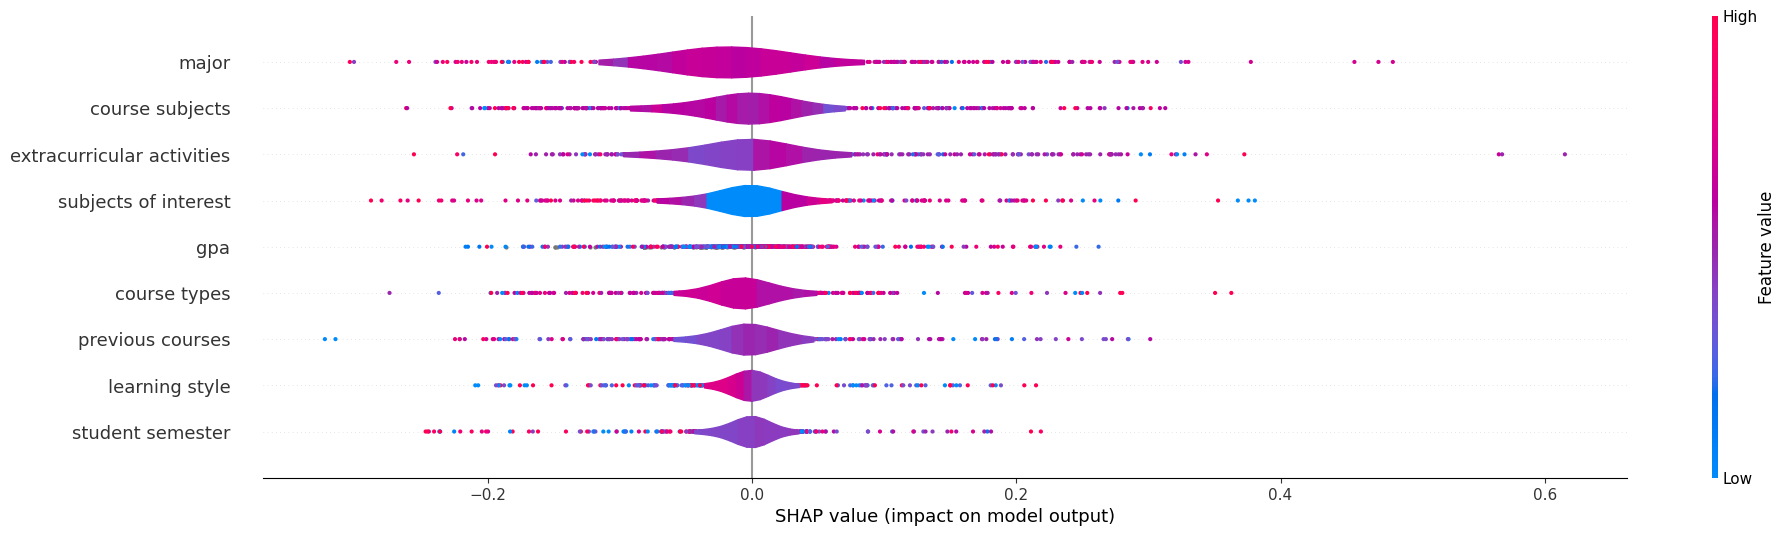 High
major
course subjects
extracurricular activities
subjects of interest
gpa
course types
previous courses
learning style
student semester
Feature value
Low
−0.2 0.0 0.2 0.4 0.6
SHAP value (impact on model output)